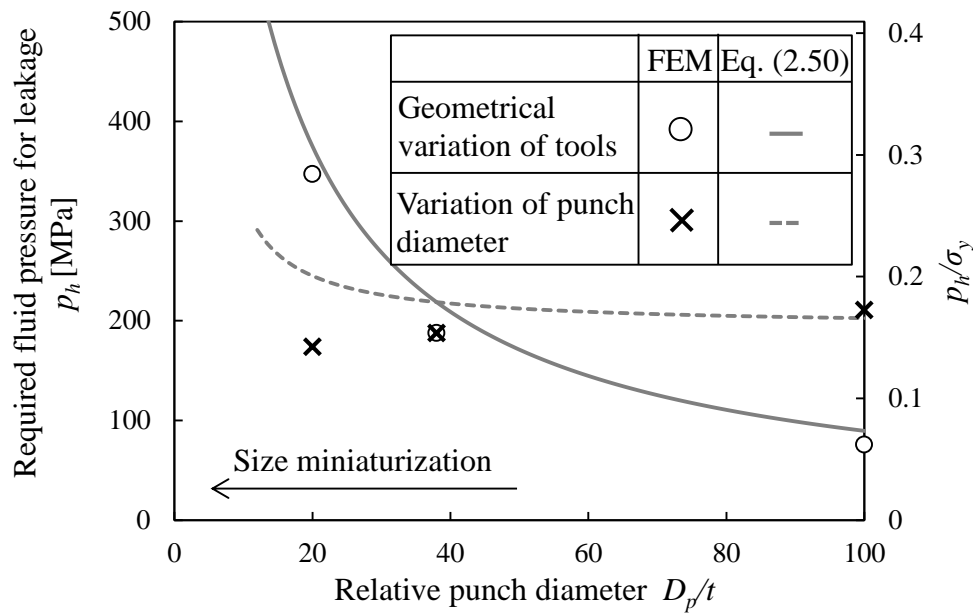 Required fluid pressure for leakage
p_h [MPa]
500
400
300
200
100
0
FEM Eq. (2.50)
Geometrical
variation of tools
Variation of punch
diameter
Size miniaturization
0.4
0.3
0.2
0.1
0
p_h/σ_y
0 20 40 60 80 100
Relative punch diameter D_p/t